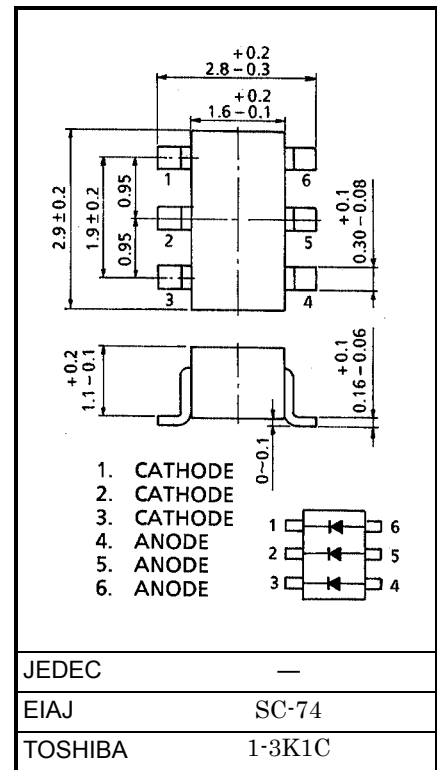 +0.2
2.8−0.3
+0.2
1.6−0.1
1
6
2.9±0.2
1.9±0.2
0.95
2
5
+0.1
0.30−0.08
0.95
3
4
+0.2
1.1−0.1
+0.1
0.16−0.06
0~0.1
1. CATHODE
2. CATHODE
3. CATHODE
4. ANODE
5. ANODE
6. ANODE
1 6
2 5
3 4
JEDEC —
EIAJ SC-74
TOSHIBA 1-3K1C